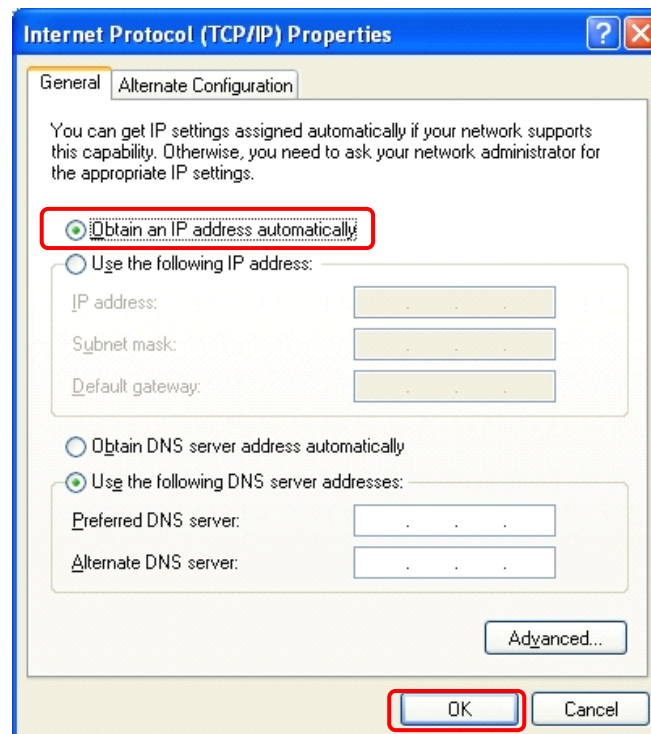 Internet Protocol (TCP/IP) Properties
General
Alternate Configuration
You can get IP settings assigned automatically if your network supports
this capability. Otherwise, you need to ask your network administrator for
the appropriate IP settings.
Obtain an IP address automatically
Use the following IP address:
IP address:
Subnet mask:
Default gateway:
Obtain DNS server address automatically
Use the following DNS server addresses:
Preferred DNS server:
Alternate DNS server:
Advanced...
OK
Cancel